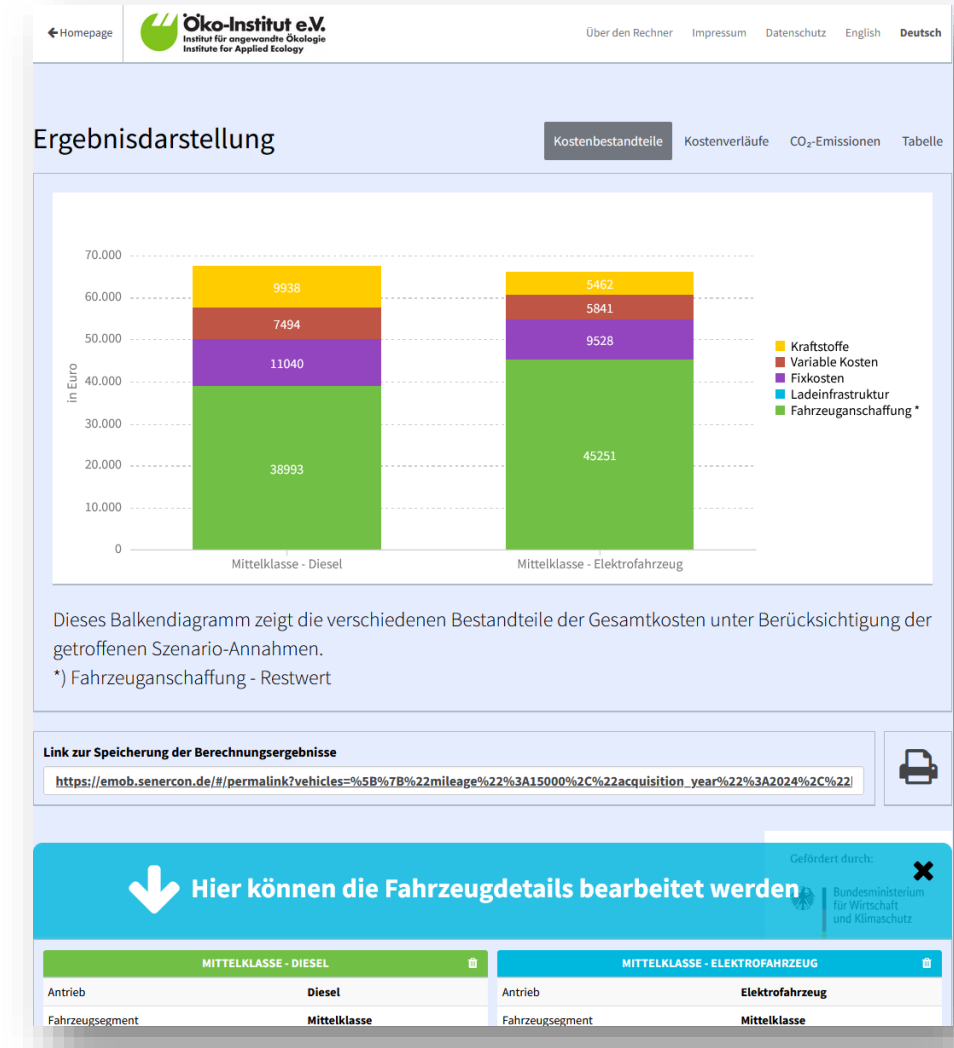 Homepage
Öko-Institut e.V.
Institut für angewandte Ökologie
Institute for Applied Ecology
Über den Rechner Impressum Datenschutz English Deutsch
Ergebnisdarstellung
Kostenbestandteile Kostenverläufe CO₂-Emissionen Tabelle
in Euro
70.000
60.000
50.000
40.000
30.000
20.000
10.000
0
9938
7494
11040
38993
5462
5841
9528
45251
Mittelklasse - Diesel
Mittelklasse - Elektrofahrzeug
Kraftstoffe
Variable Kosten
Fixkosten
Ladeinfrastruktur
Fahrzeuganschaffung *
Dieses Balkendiagramm zeigt die verschiedenen Bestandteile der Gesamtkosten unter Berücksichtigung der
getroffenen Szenario-Annahmen.
*) Fahrzeuganschaffung - Restwert
Link zur Speicherung der Berechnungsergebnisse
https://emob.senercon.de/#/permalink?vehicles=%5B%7B%22mileage%22%3A15000%2C%22acquisition_year%22%3A2024%2C%22
Hier können die Fahrzeugdetails bearbeitet werden
Gefördert durch:
Bundesministerium
für Wirtschaft
und Klimaschutz
MITTELKLASSE - DIESEL
Antrieb Diesel
Fahrzeugsegment Mittelklasse
MITTELKLASSE - ELEKTROFAHRZEUG
Antrieb Elektrofahrzeug
Fahrzeugsegment Mittelklasse